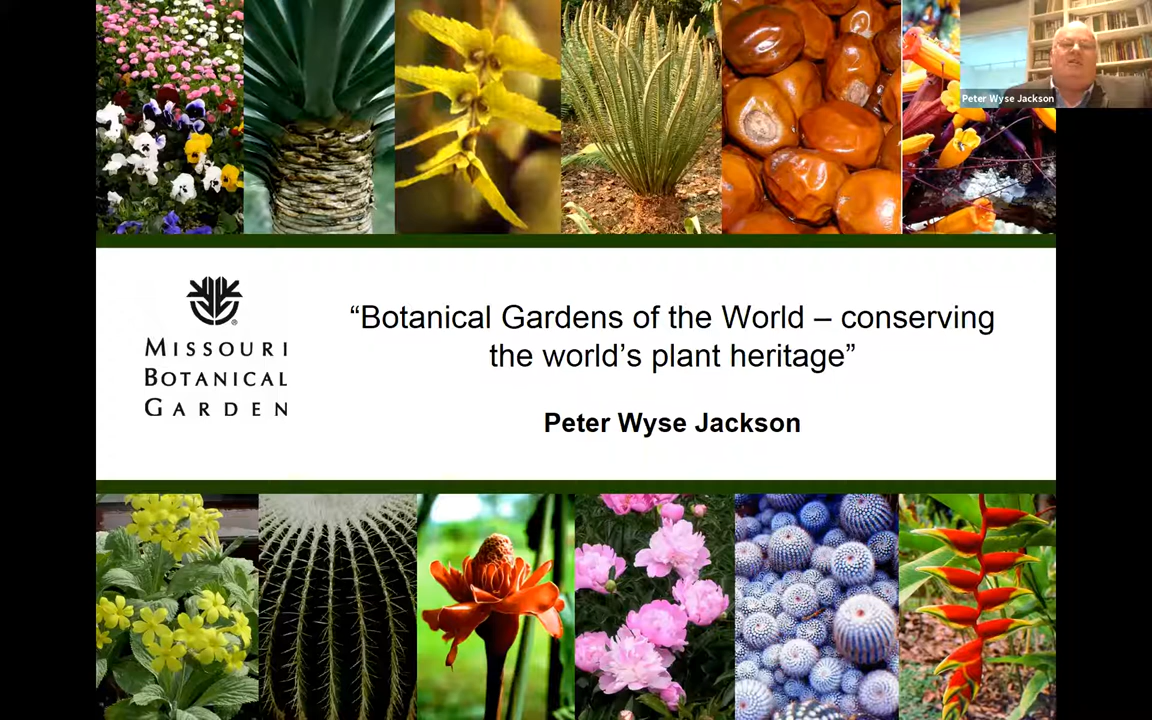 Peter Wyse Jackson
“Botanical Gardens of the World – conserving
the world’s plant heritage”
Peter Wyse Jackson
MISSOURI
BOTANICAL
GARDEN